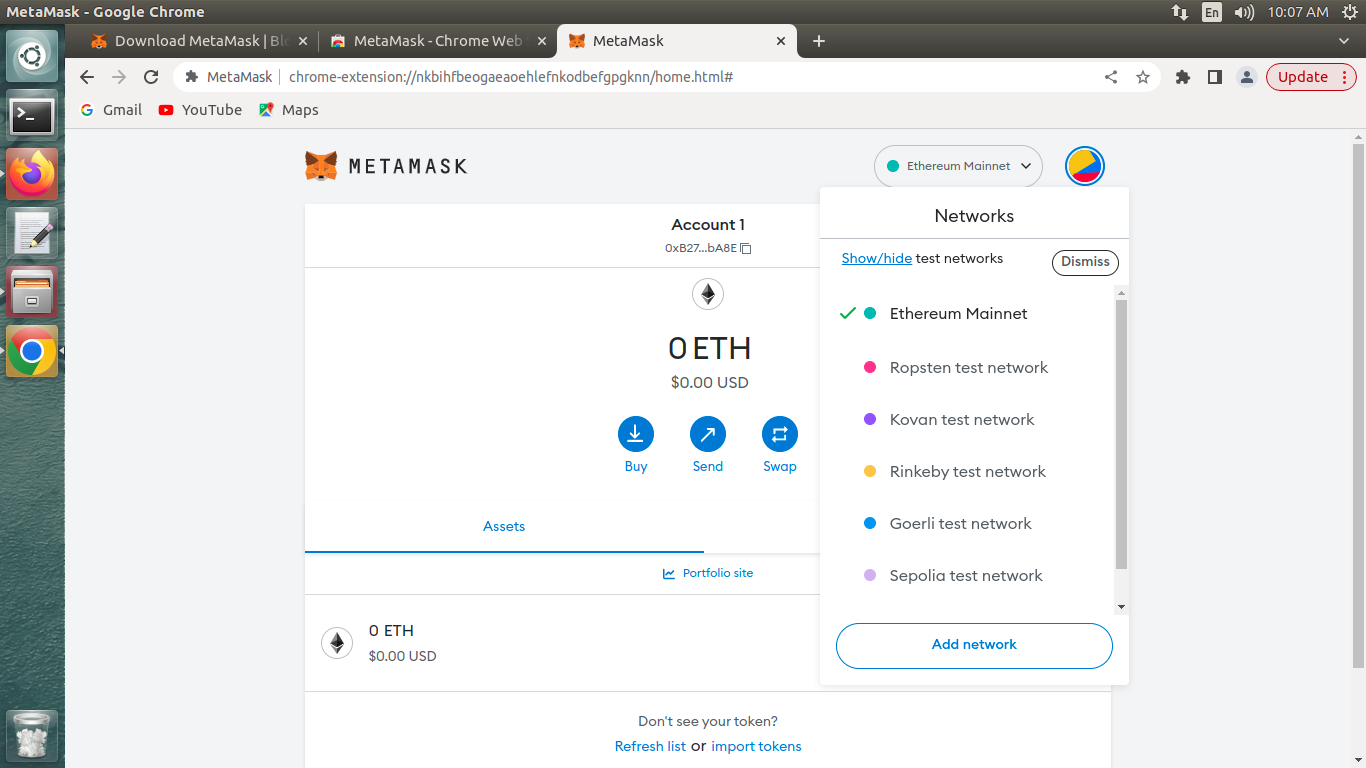 MetaMask - Google Chrome
En
10:07 AM
Download MetaMask | Blo
MetaMask - Chrome Web
MetaMask
MetaMask
chrome-extension://nkbihfbeogaeaoehlefnkodbefgpgknn/home.html#
Update
Gmail
YouTube
Maps
METAMASK
Ethereum Mainnet
Account 1
0xB27...bA8E
0 ETH
$0.00 USD
Buy
Send
Swap
Assets
Portfolio site
0 ETH
$0.00 USD
Don't see your token?
Refresh list or import tokens
Networks
Show/hide test networks
Dismiss
Ethereum Mainnet
Ropsten test network
Kovan test network
Rinkeby test network
Goerli test network
Sepolia test network
Add network